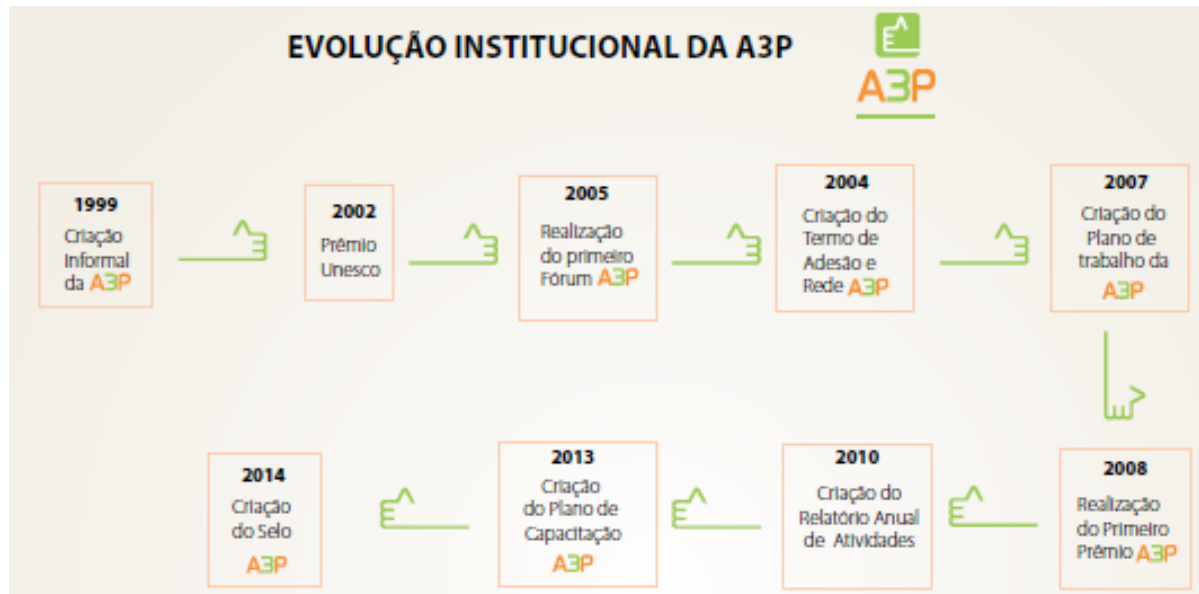 EVOLUÇÃO INSTITUCIONAL DA A3P
A3P
1999
Criação
Informal
da A3P
2002
Prêmio
Unesco
2005
Realização
do primeiro
Fórum A3P
2004
Criação do
Termo de
Adesão e
Rede A3P
2007
Criação do
Plano de
trabalho da
A3P
2008
Realização
do Primeiro
Prêmio A3P
2010
Criação do
Relatório Anual
de Atividades
2013
Criação
do Plano de
Capacitação
A3P
2014
Criação
do Selo
A3P